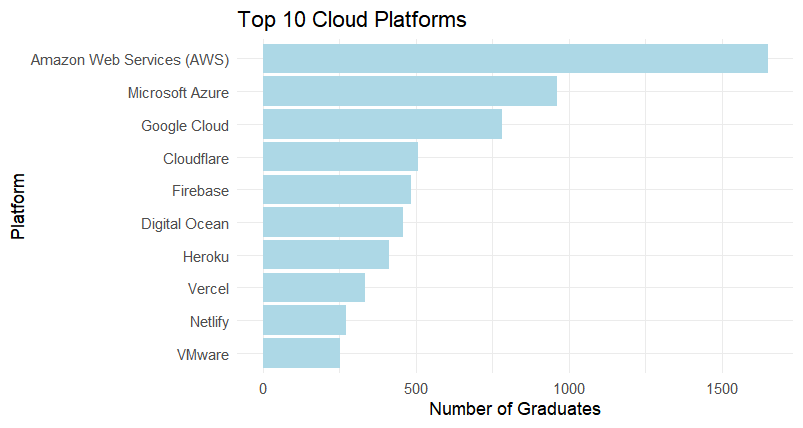 Top 10 Cloud Platforms
Platform
Amazon Web Services (AWS)
Microsoft Azure
Google Cloud
Cloudflare
Firebase
Digital Ocean
Heroku
Vercel
Netlify
VMware
0 500 1000 1500
Number of Graduates